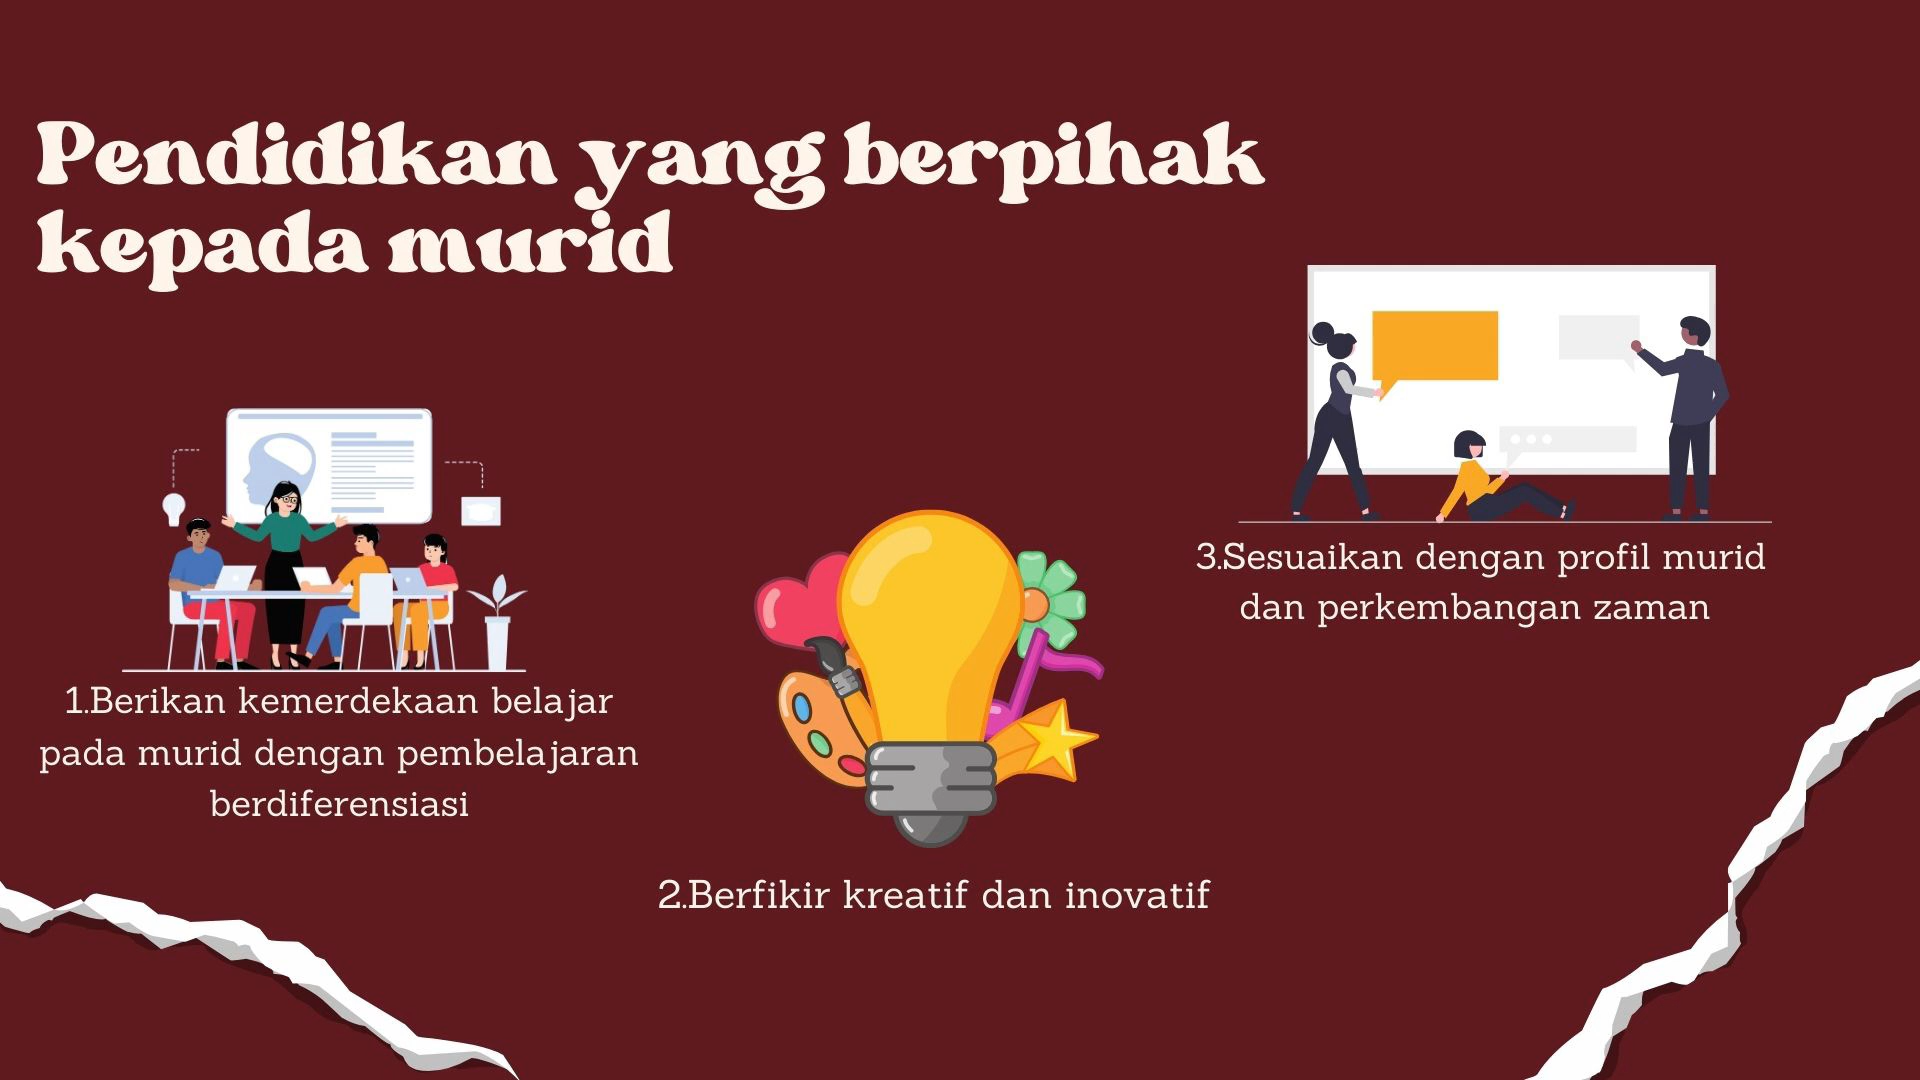 Pendidikan yang berpihak
kepada murid
1.Berikan kemerdekaan belajar
pada murid dengan pembelajaran
berdiferensiasi
2.Berfikir kreatif dan inovatif
3.Sesuaikan dengan profil murid
dan perkembangan zaman